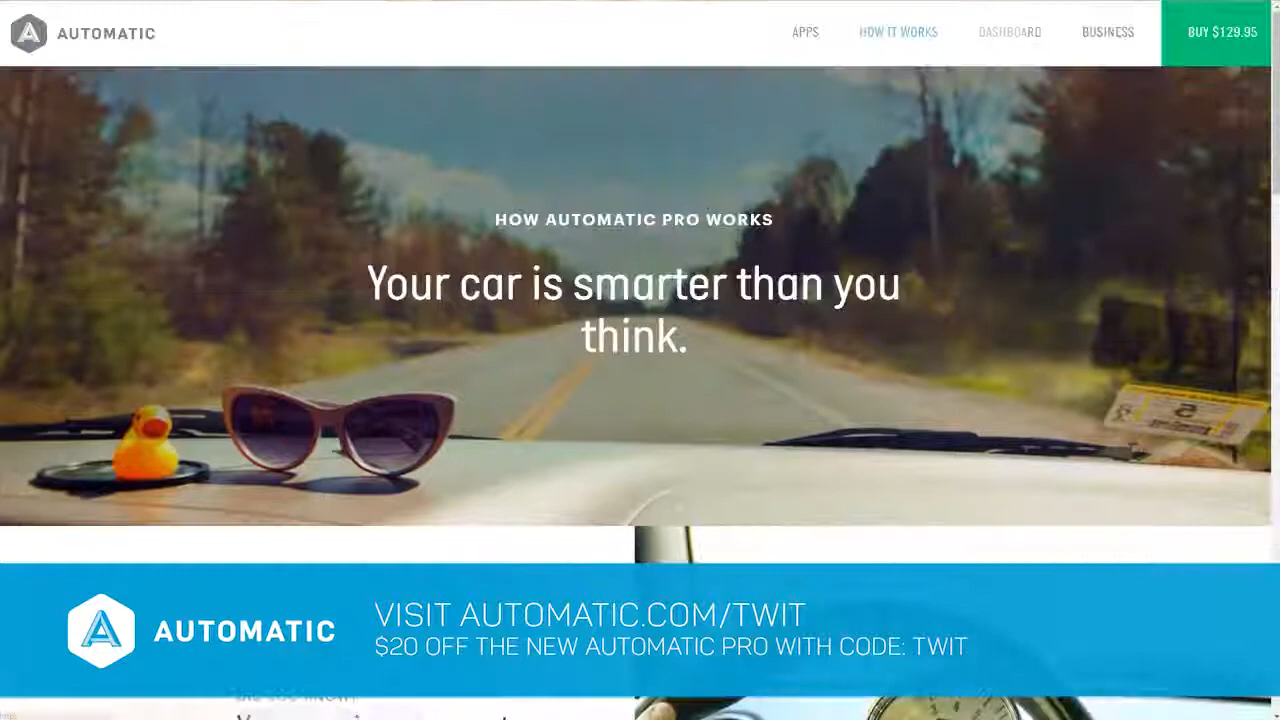 AUTOMATIC
APPS HOW IT WORKS DASHBOARD BUSINESS BUY $129.95
HOW AUTOMATIC PRO WORKS
Your car is smarter than you
think.
AUTOMATIC
VISIT AUTOMATIC.COM/TWIT
$20 OFF THE NEW AUTOMATIC PRO WITH CODE: TWIT